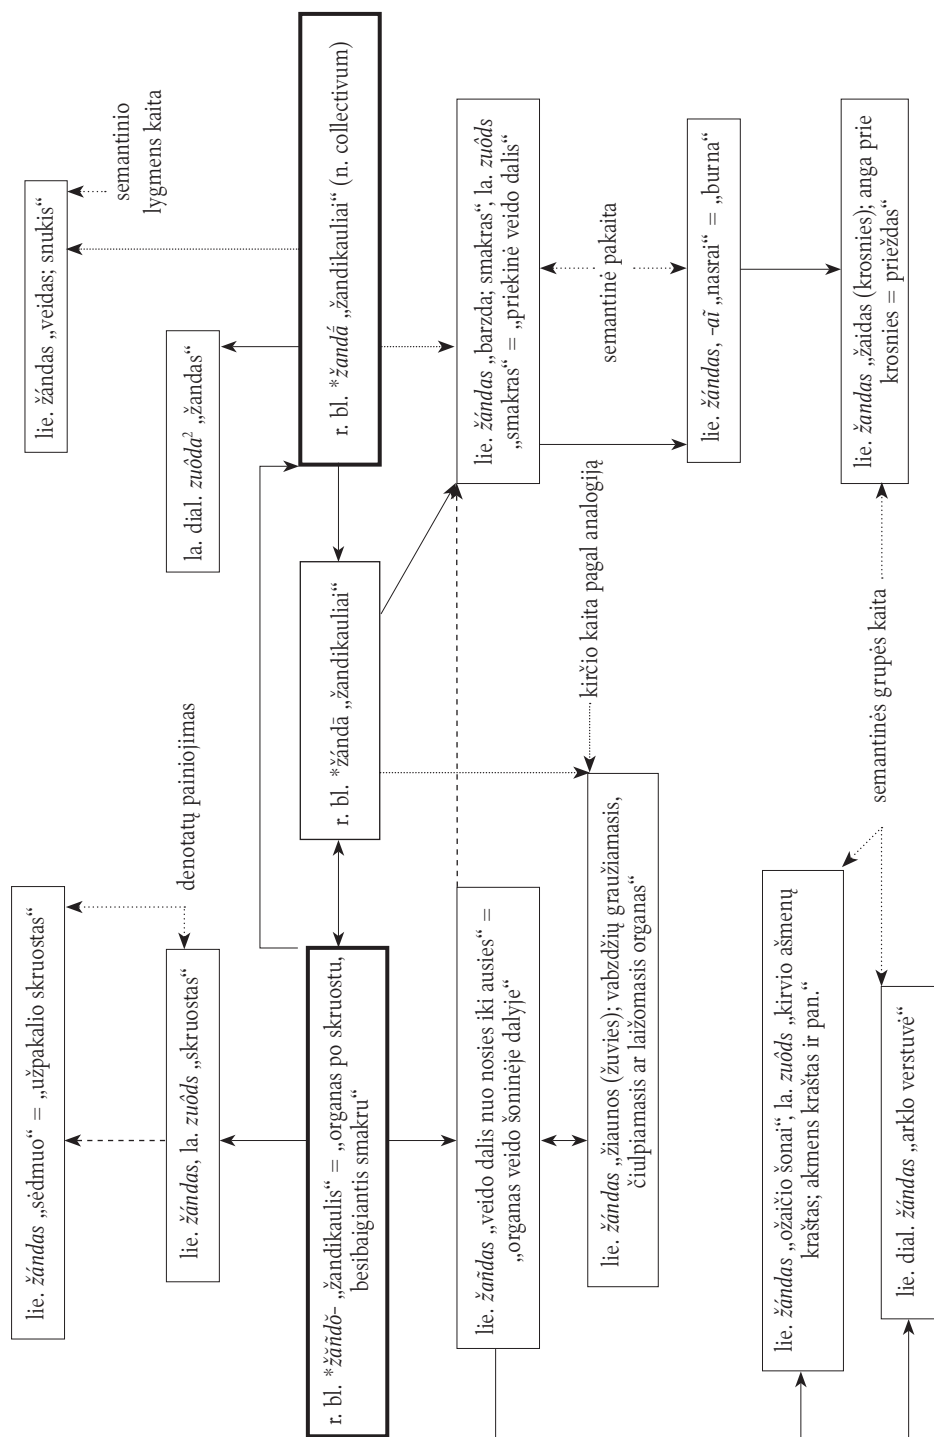 lie. žándas „sėdmuo“ = „užpakalio skruostas“
lie. žándas „veidas; snukis“
denotatų painiojimas
semantinio
lygmens kaita
lie. žándas, la. zuôds „skruostas“
la. dial. zuôda² „žandas“
r. bl. *žañdŏ- „žandikaulis“ = „organas po skruostu,
besibaigiantis smakru“
r. bl. *žándā „žandikauliai“
r. bl. *žandā́ „žandikauliai“ (n. collectivum)
lie. žañdas „veido dalis nuo nosies iki ausies“ =
„organas veido šoninėje dalyje“
lie. žándas „barzda; smakras“, la. zuôds
„smakras“ = „priekinė veido dalis“
lie. žándas „žiaunos (žuvies); vabzdžių graužiamasis,
čiulpiamasis ar laižomasis organas“
kirčio kaita pagal analogiją
semantinė pakaita
lie. žándas, -aĩ „nasrai“ = „burna“
lie. žándas „ožaičio šonai“, la. zuôds „kirvio ašmenų
kraštas; akmens kraštas ir pan.“
semantinės grupės kaita
lie. žandas „žaidas (krosnies); anga prie
krosnies = prieždas“
lie. dial. žándas „arklo verstuvė“